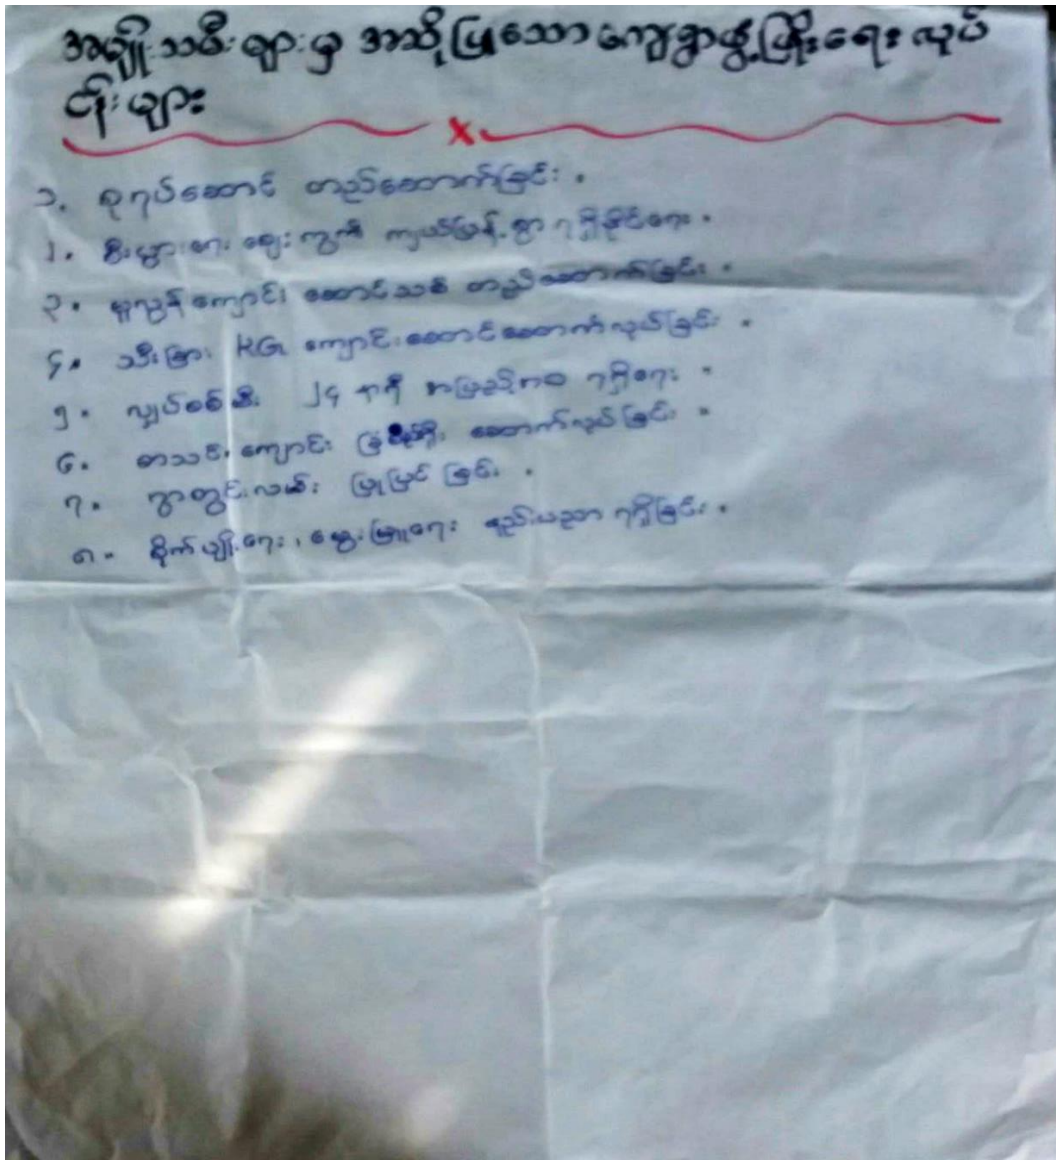 အမျိုးသမီးများမှ အဆိုပြုသောကျေးရွာဖွံ့ဖြိုးရေးလုပ်
ငန်းများ
x
၁. စုရပ်ဆောင် တည်ဆောက်ခြင်း.
၂. စီးပွားရေး ဈေးကွက် ကျယ်ပြန့်စွာ ရရှိနိုင်ရေး.
၃. မူလွန်ကျောင်း ဆောင်သစ် တည်ဆောက်ခြင်း.
၄. သီးခြား KG ကျောင်းဆောင်ဆောက်လုပ်ခြင်း.
၅. လျှပ်စစ်မီး ၂၄ နာရီ အပြည့်အဝ ရရှိရေး.
၆. စာသင်ကျောင်း ခြံစည်းရိုး ဆောက်လုပ်ခြင်း.
၇. ရွာတွင်းလမ်း ပြုပြင်ခြင်း.
၈. စိုက်ပျိုးရေး, မွေးမြူရေး နည်းပညာ ရရှိခြင်း.